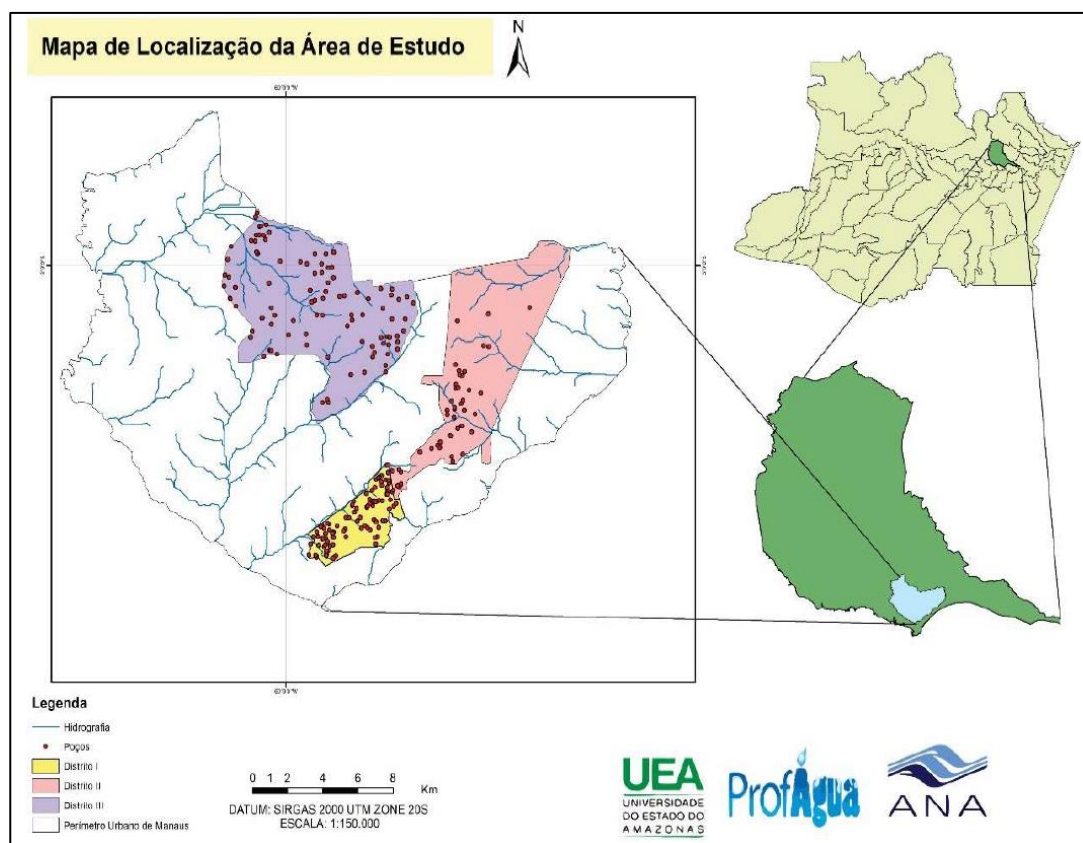 Mapa de Localização da Área de Estudo
N
Legenda
Hidrografia
Poços
Distrito I
Distrito II
Distrito III
Perímetro Urbano de Manaus
0 1 2 4 6 8
Km
DATUM: SIRGAS 2000 UTM ZONE 20S
ESCALA: 1:150.000
UEA
UNIVERSIDADE
DO ESTADO DO
AMAZONAS
ProfÁgua
ANA